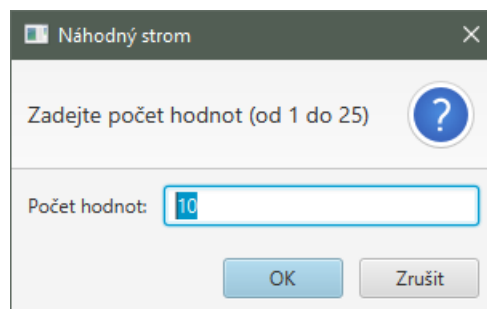 Náhodný strom
Zadejte počet hodnot (od 1 do 25)
?
Počet hodnot: 10
OK Zrušit